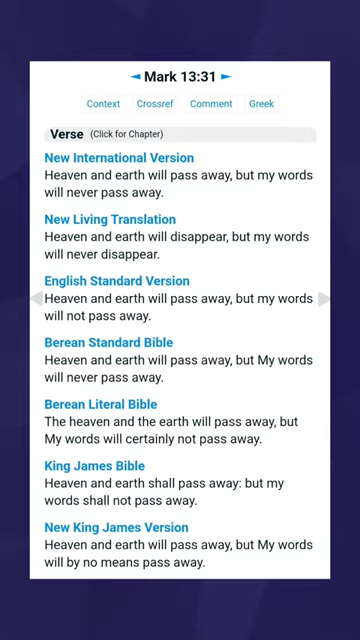 ◄ Mark 13:31 ►
Context Crossref Comment Greek
Verse (Click for Chapter)
New International Version
Heaven and earth will pass away, but my words
will never pass away.
New Living Translation
Heaven and earth will disappear, but my words
will never disappear.
English Standard Version
Heaven and earth will pass away, but my words
will not pass away.
Berean Standard Bible
Heaven and earth will pass away, but My words
will never pass away.
Berean Literal Bible
The heaven and the earth will pass away, but
My words will certainly not pass away.
King James Bible
Heaven and earth shall pass away: but my
words shall not pass away.
New King James Version
Heaven and earth will pass away, but My words
will by no means pass away.